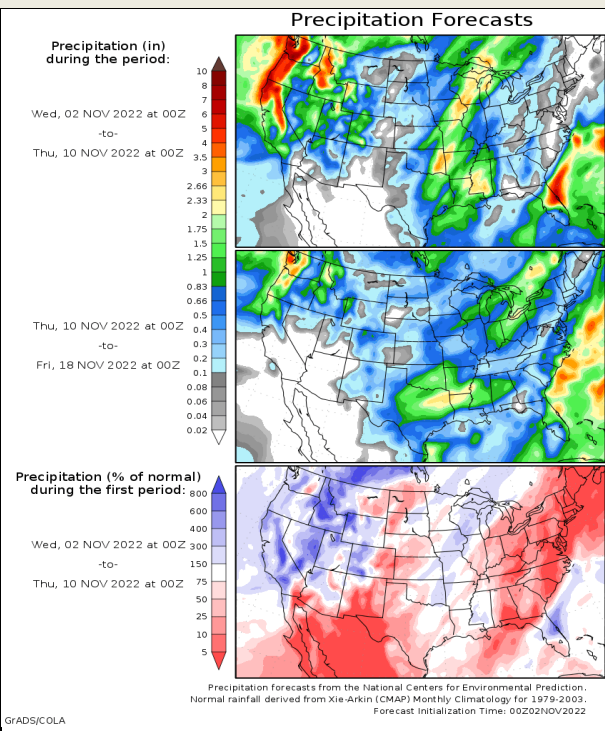 Precipitation Forecasts
Precipitation (in)
during the period:
Wed, 02 NOV 2022 at 00Z
-to-
Thu, 10 NOV 2022 at 00Z
10
8
7
6
5
4
3.5
3
2.66
2.33
2
1.75
1.5
1.25
1
0.83
0.66
0.5
0.4
0.3
0.2
0.1
0.08
0.06
0.04
0.02
Thu, 10 NOV 2022 at 00Z
-to-
Fri, 18 NOV 2022 at 00Z
Precipitation (% of normal)
during the first period:
Wed, 02 NOV 2022 at 00Z
-to-
Thu, 10 NOV 2022 at 00Z
800
600
400
300
150
75
50
25
10
5
Precipitation forecasts from the National Centers for Environmental Prediction.
Normal rainfall derived from Xie-Arkin (CMAP) Monthly Climatology for 1979-2003.
Forecast Initialization Time: 00Z02NOV2022
GrADS/COLA